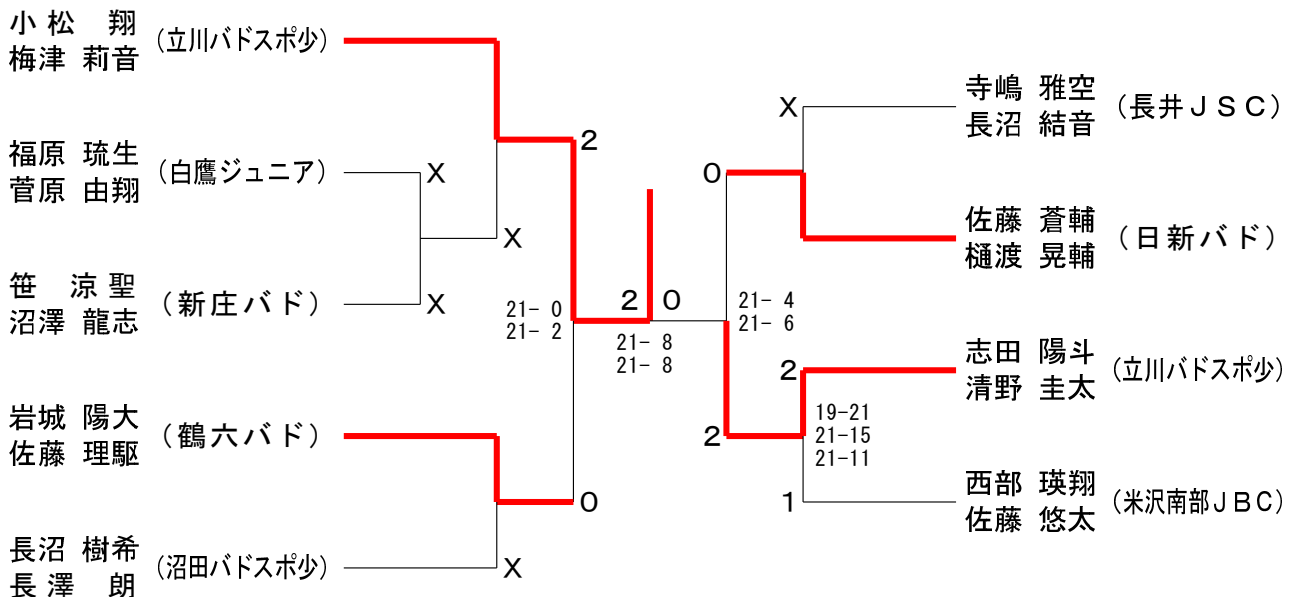 小松 翔
梅津 莉音
(立川バドスポ少)
福原 琉生
菅原 由翔
(白鷹ジュニア)
笹 涼聖
沼澤 龍志
(新庄バド)
岩城 陽大
佐藤 理駆
(鶴六バド)
長沼 樹希
長澤 朗
(沼田バドスポ少)
2
X
X
X
0
X
21- 0
21- 2
2 0
21- 8
21- 8
X
0
21- 4
21- 6
2
2
19-21
21-15
21-11
1
寺嶋 雅空
長沼 結音
(長井JSC)
佐藤 蒼輔
樋渡 晃輔
(日新バド)
志田 陽斗
清野 圭太
(立川バドスポ少)
西部 瑛翔
佐藤 悠太
(米沢南部JBC)